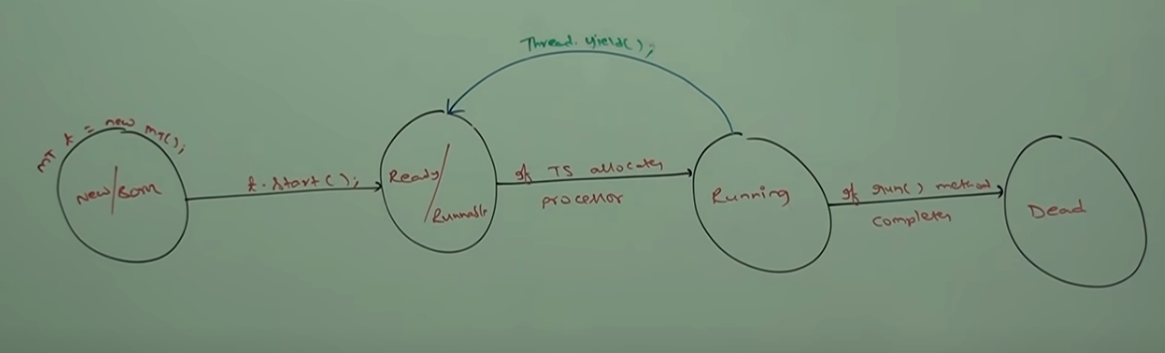 Thread.yield();
MT t = new MT();
New/Born
t.start();
Ready/
Runnable
If TS allocates
processor
Running
If run() method
completes
Dead